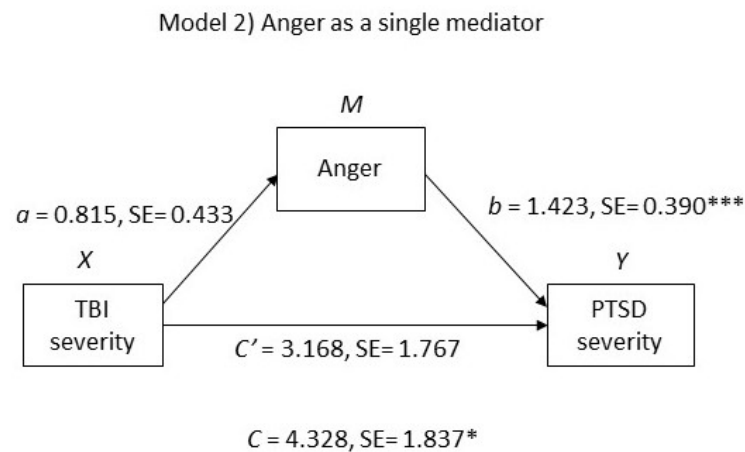 Model 2) Anger as a single mediator
M
Anger
a = 0.815, SE= 0.433
b = 1.423, SE= 0.390***
X
Y
TBI
severity
PTSD
severity
C’ = 3.168, SE= 1.767
C = 4.328, SE= 1.837*